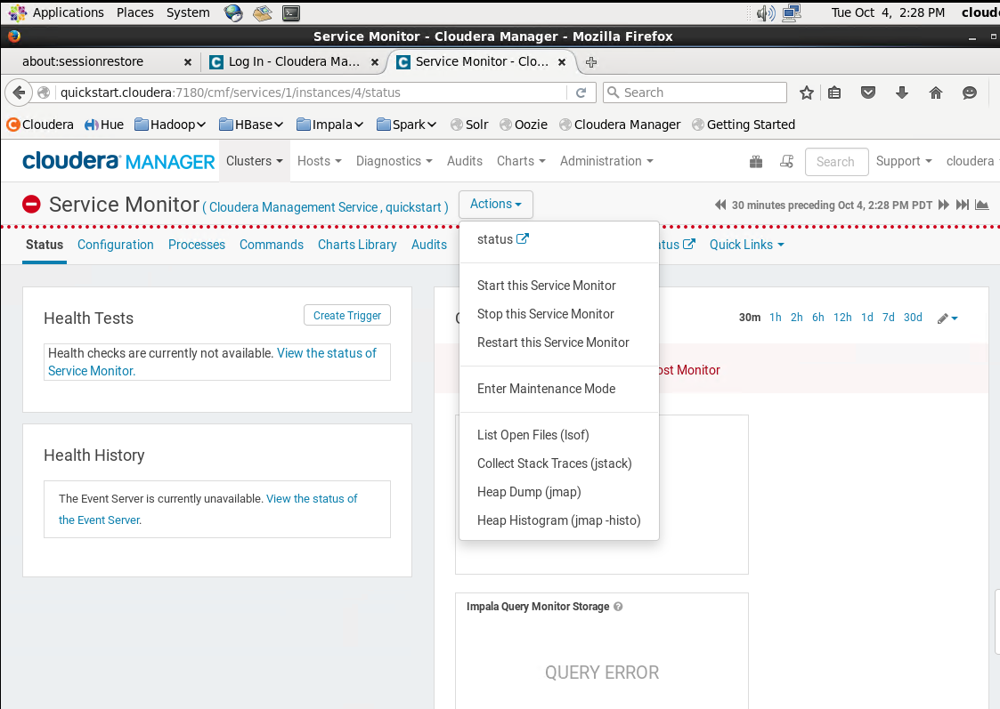 Applications Places System Tue Oct 4, 2:28 PM cloud
Service Monitor - Cloudera Manager - Mozilla Firefox
about:sessionrestore × Log In - Cloudera Ma... × Service Monitor - Clo... ×
quickstart.cloudera:7180/cmf/services/1/instances/4/status Search
Cloudera Hue Hadoop HBase Impala Spark Solr Oozie Cloudera Manager Getting Started
cloudera MANAGER Clusters Hosts Diagnostics Audits Charts Administration Search Support cloudera
Service Monitor ( Cloudera Management Service , quickstart ) Actions 30 minutes preceding Oct 4, 2:28 PM PDT
Status Configuration Processes Commands Charts Library Audits atus Quick Links
status
Start this Service Monitor
Stop this Service Monitor
Restart this Service Monitor
Enter Maintenance Mode
List Open Files (lsof)
Collect Stack Traces (jstack)
Heap Dump (jmap)
Heap Histogram (jmap -histo)
Health Tests Create Trigger
Health checks are currently not available. View the status of
Service Monitor.
Health History
The Event Server is currently unavailable. View the status of
the Event Server.
30m 1h 2h 6h 12h 1d 7d 30d
ost Monitor
Impala Query Monitor Storage
QUERY ERROR